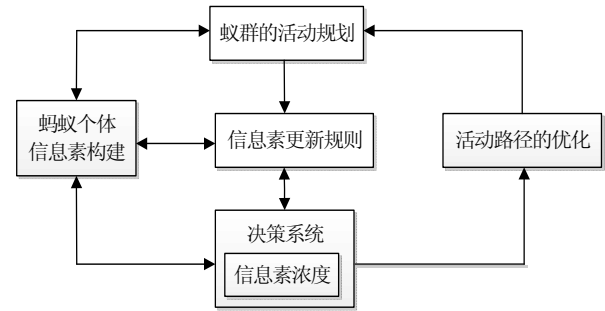 蚁群的活动规划
蚂蚁个体
信息素构建
信息素更新规则
活动路径的优化
决策系统
信息素浓度